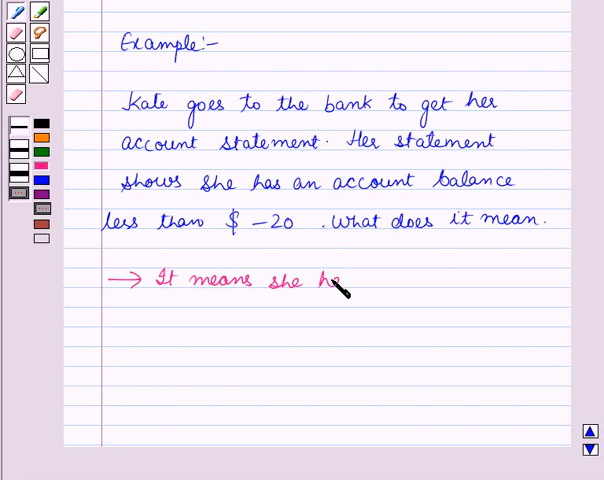 Example:-
Kate goes to the bank to get her
account statement. Her statement
shows she has an account balance
less than $ -20 . What does it mean.
→ It means she he